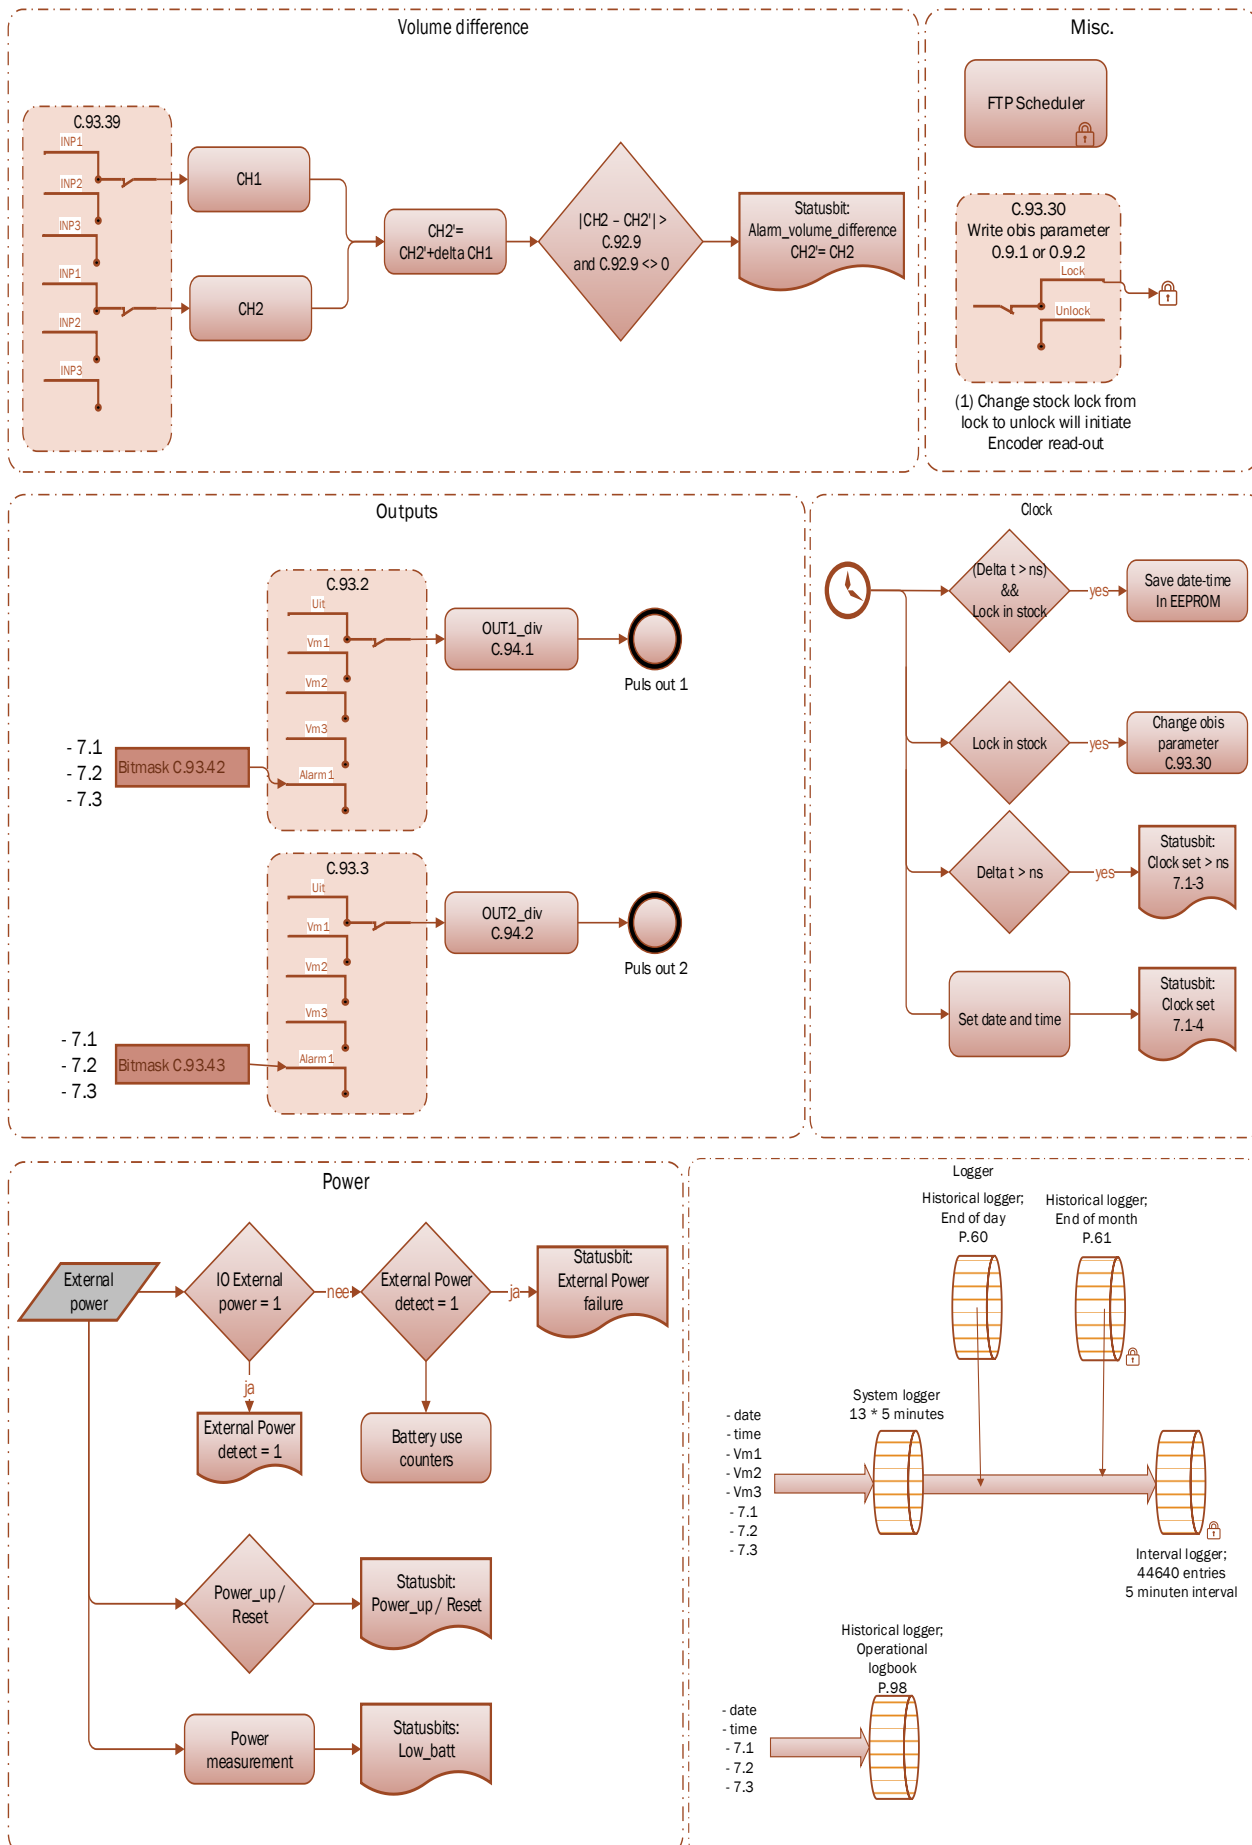 Volume difference
C.93.39
INP1
INP2
INP3
INP1
INP2
INP3
CH1
CH2
CH2'=
CH2'+delta CH1
|CH2 – CH2'| >
C.92.9
and C.92.9 <> 0
Statusbit:
Alarm_volume_difference
CH2'= CH2
Misc.
FTP Scheduler
C.93.30
Write obis parameter
0.9.1 or 0.9.2
Lock
Unlock
(1) Change stock lock from
lock to unlock will initiate
Encoder read-out
Outputs
C.93.2
Uit
Vm1
Vm2
Vm3
Alarm1
- 7.1
- 7.2
- 7.3
Bitmask C.93.42
OUT1_div
C.94.1
Puls out 1
C.93.3
Uit
Vm1
Vm2
Vm3
Alarm1
- 7.1
- 7.2
- 7.3
Bitmask C.93.43
OUT2_div
C.94.2
Puls out 2
Clock
(Delta t > ns)
&&
Lock in stock
yes
Save date-time
In EEPROM
Lock in stock
yes
Change obis
parameter
C.93.30
Delta t > ns
yes
Statusbit:
Clock set > ns
7.1-3
Set date and time
Statusbit:
Clock set
7.1-4
Power
External
power
IO External
power = 1
nee
External Power
detect = 1
ja
Statusbit:
External Power
failure
ja
External Power
detect = 1
Battery use
counters
Power_up /
Reset
Statusbit:
Power_up / Reset
Power
measurement
Statusbits:
Low_batt
Logger
Historical logger;
End of day
P.60
Historical logger;
End of month
P.61
System logger
13 * 5 minutes
- date
- time
- Vm1
- Vm2
- Vm3
- 7.1
- 7.2
- 7.3
Interval logger;
44640 entries
5 minuten interval
Historical logger;
Operational
logbook
P.98
- date
- time
- 7.1
- 7.2
- 7.3